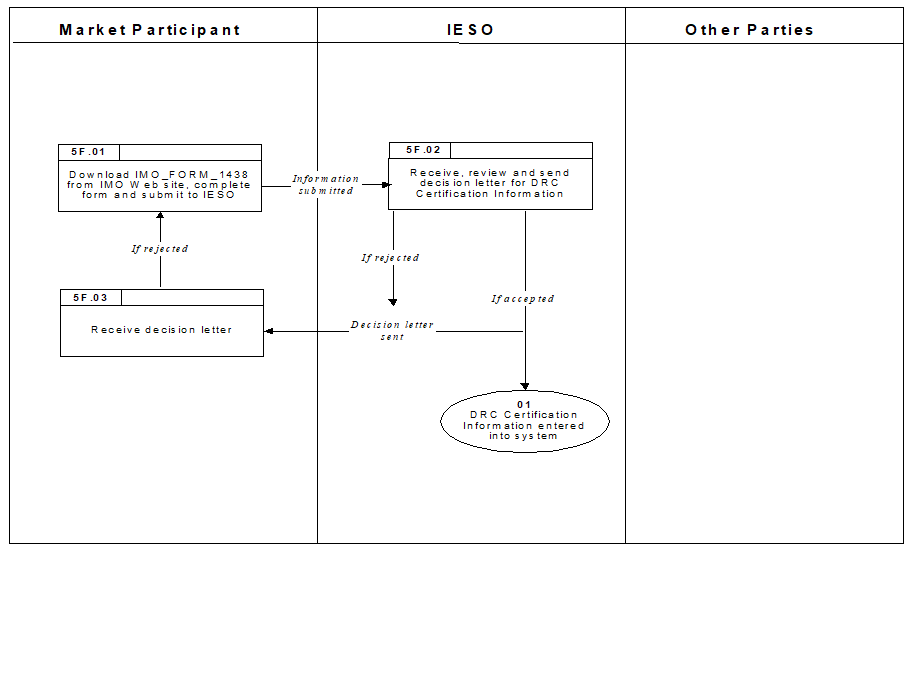 Market Participant
IESO
Other Parties
5F.01
Download IMO_FORM_1438
from IMO Web site, complete
form and submit to IESO
Information
submitted
5F.02
Receive, review and send
decision letter for DRC
Certification Information
If rejected
If rejected
If accepted
5F.03
Receive decision letter
Decision letter
sent
01
DRC Certification
Information entered
into system